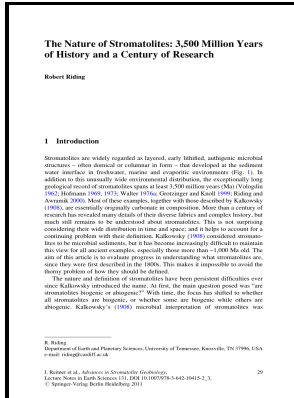 The Nature of Stromatolites: 3,500 Million Years
of History and a Century of Research
Robert Riding
1 Introduction
Stromatolites are widely regarded as layered, early lithified, authigenic microbial
structures – often domical or columnar in form – that developed at the sediment
water interface in freshwater, marine and evaporitic environments (Fig. 1). In
addition to this unusually wide environmental distribution, the exceptionally long
geological record of stromatolites spans at least 3,500 million years (Ma) (Vologdin
1962; Hofmann 1969, 1973; Walter 1976a; Grotzinger and Knoll 1999; Riding and
Awramik 2000). Most of these examples, together with those described by Kalkowsky
(1908), are essentially originally carbonate in composition. More than a century of
research has revealed many details of their diverse fabrics and complex history, but
much still remains to be understood about stromatolites. This is not surprising
considering their wide distribution in time and space; and it helps to account for a
continuing problem with their definition. Kalkowsky (1908) considered stromato-
lites to be microbial sediments, but it has become increasingly difficult to maintain
this view for all ancient examples, especially those more than ~1,000 Ma old. The
aim of this article is to evaluate progress in understanding what stromatolites are,
since they were first described in the 1800s. This makes it impossible to avoid the
thorny problem of how they should be defined.
The nature and definition of stromatolites have been persistent difficulties ever
since Kalkowsky introduced the name. At first, the main question posed was "are
stromatolites biogenic or abiogenic?" With time, the focus has shifted to whether
all stromatolites are biogenic, or whether some are biogenic while others are
abiogenic. Kalkowsky's (1908) microbial interpretation of stromatolites was
R. Riding
Department of Earth and Planetary Sciences, University of Tennessee, Knoxville, TN 37996, USA
e-mail: riding@cardiff.ac.uk
J. Reitner et al., Advances in Stromatolite Geobiology, 29
Lecture Notes in Earth Sciences 131, DOI 10.1007/978-3-642-10415-2_3,
© Springer-Verlag Berlin Heidelberg 2011